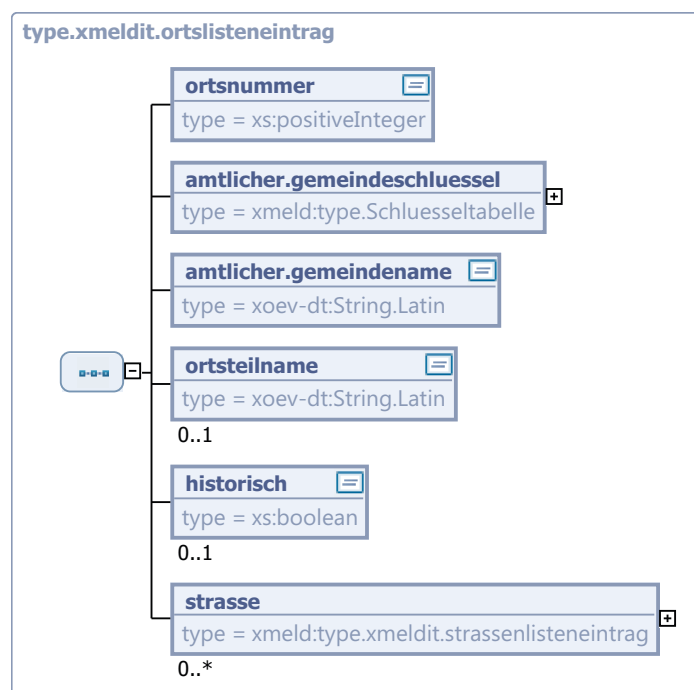 type.xmeldit.ortslisteneintrag
ortsnummer
type = xs:positiveInteger
amtlicher.gemeindeschluessel
type = xmeld:type.Schluesseltabelle
amtlicher.gemeindename
type = xoev-dt:String.Latin
ortsteilname
type = xoev-dt:String.Latin
0..1
historisch
type = xs:boolean
0..1
strasse
type = xmeld:type.xmeldit.strassenlisteneintrag
0..*